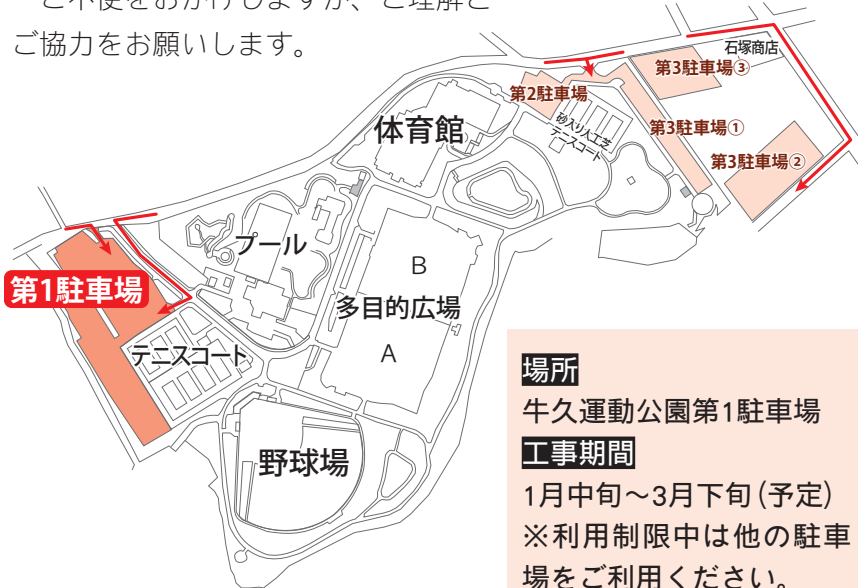 ご不便をおかけしますが、ご理解と
ご協力をお願いします。
石塚商店
第3駐車場③
第2駐車場
砂入り人工芝
テニスコート
第3駐車場①
体育館
第3駐車場②
プール
B
第1駐車場
多目的広場
A
テニスコート
野球場
場所
牛久運動公園第1駐車場
工事期間
1月中旬～3月下旬(予定)
※利用制限中は他の駐車
場をご利用ください。